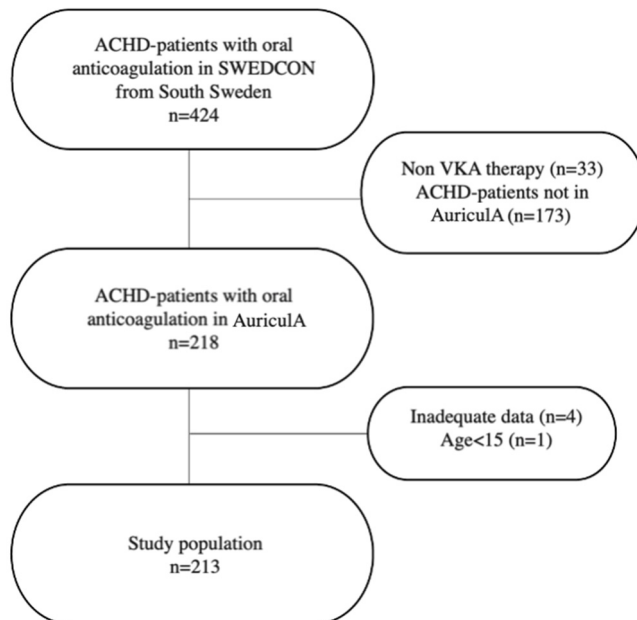 ACHD-patients with oral
anticoagulation in SWEDCON
from South Sweden
n=424
Non VKA therapy (n=33)
ACHD-patients not in
AuriculA (n=173)
ACHD-patients with oral
anticoagulation in AuriculA
n=218
Inadequate data (n=4)
Age<15 (n=1)
Study population
n=213